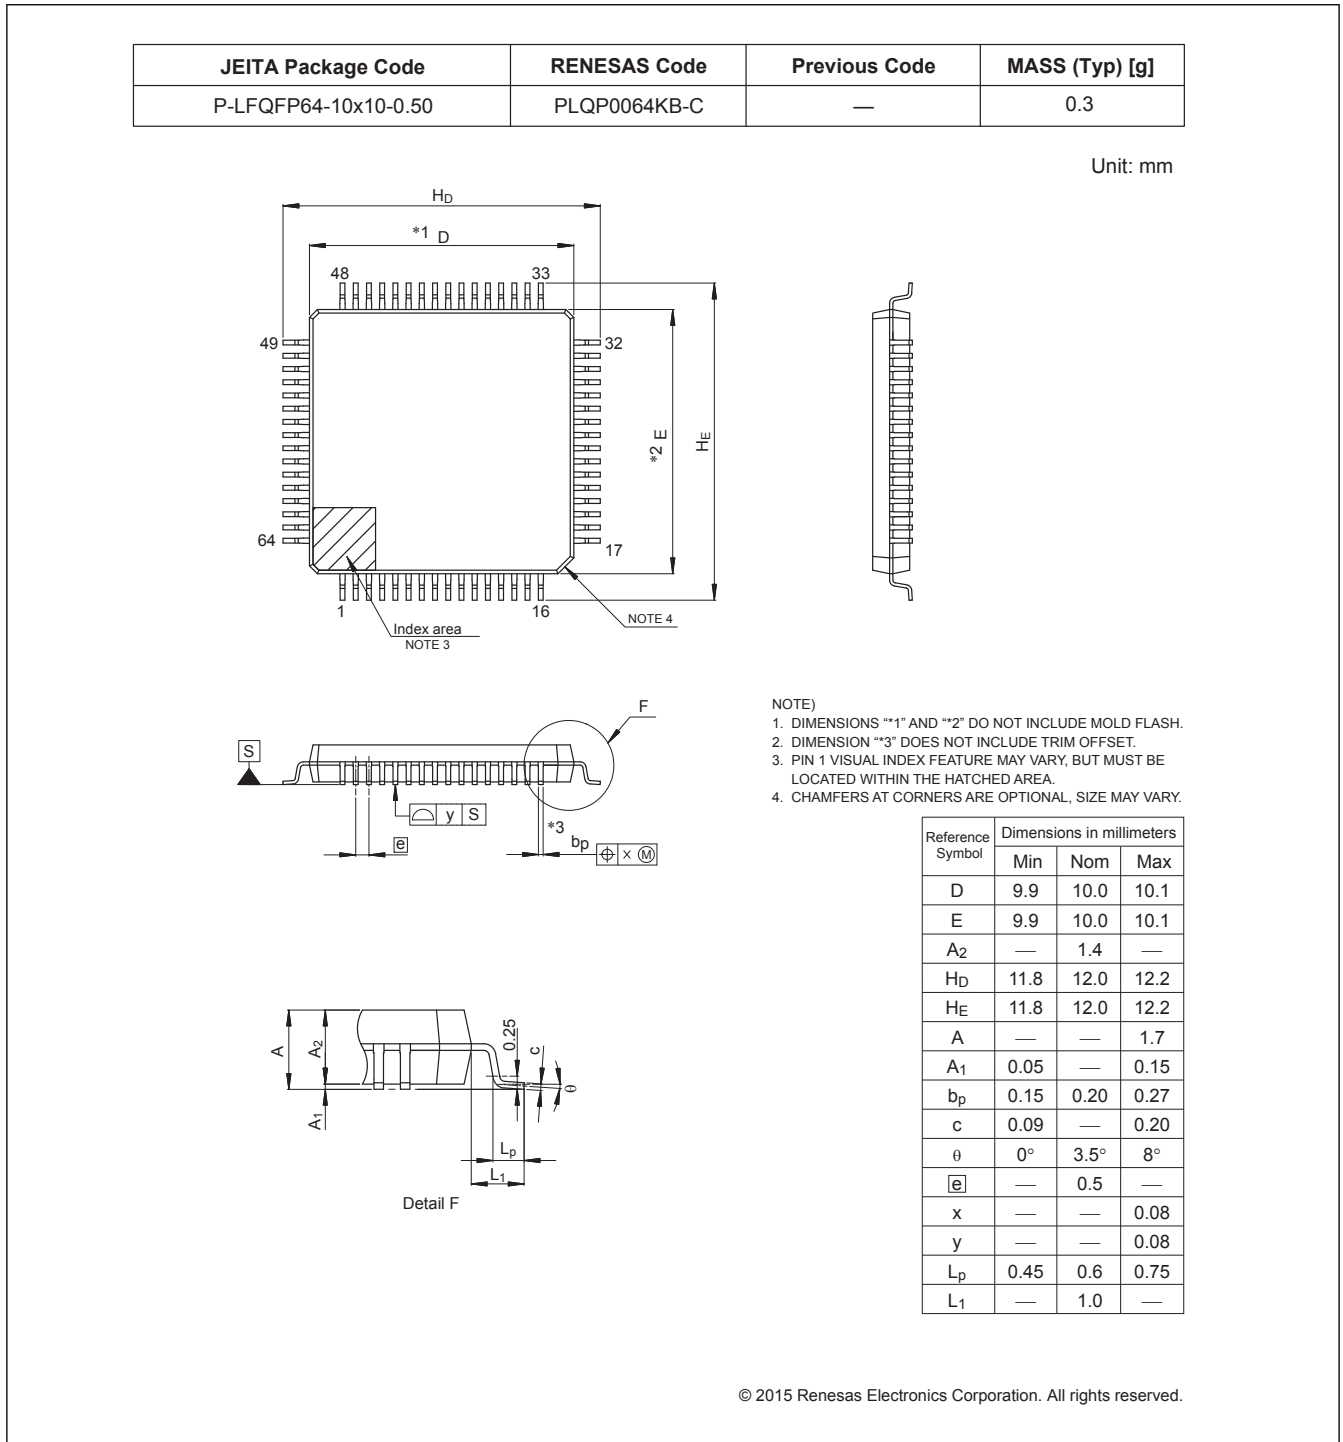 JEITA Package Code RENESAS Code Previous Code MASS (Typ) [g]
P-LFQFP64-10x10-0.50 PLQP0064KB-C — 0.3
Unit: mm
HD
*1 D
48 33
49 32
*2 E
HE
64 17
1 16
Index area
NOTE 3
NOTE 4
F
S
y S
e
*3
bp
x M
NOTE)
1. DIMENSIONS “*1” AND “*2” DO NOT INCLUDE MOLD FLASH.
2. DIMENSION “*3” DOES NOT INCLUDE TRIM OFFSET.
3. PIN 1 VISUAL INDEX FEATURE MAY VARY, BUT MUST BE
LOCATED WITHIN THE HATCHED AREA.
4. CHAMFERS AT CORNERS ARE OPTIONAL, SIZE MAY VARY.
Reference Symbol Dimensions in millimeters
Min Nom Max
D 9.9 10.0 10.1
E 9.9 10.0 10.1
A2 — 1.4 —
HD 11.8 12.0 12.2
HE 11.8 12.0 12.2
A — — 1.7
A1 0.05 — 0.15
bp 0.15 0.20 0.27
c 0.09 — 0.20
θ 0° 3.5° 8°
e — 0.5 —
x — — 0.08
y — — 0.08
Lp 0.45 0.6 0.75
L1 — 1.0 —
A
A2
A1
0.25
c
θ
Lp
L1
Detail F
© 2015 Renesas Electronics Corporation. All rights reserved.